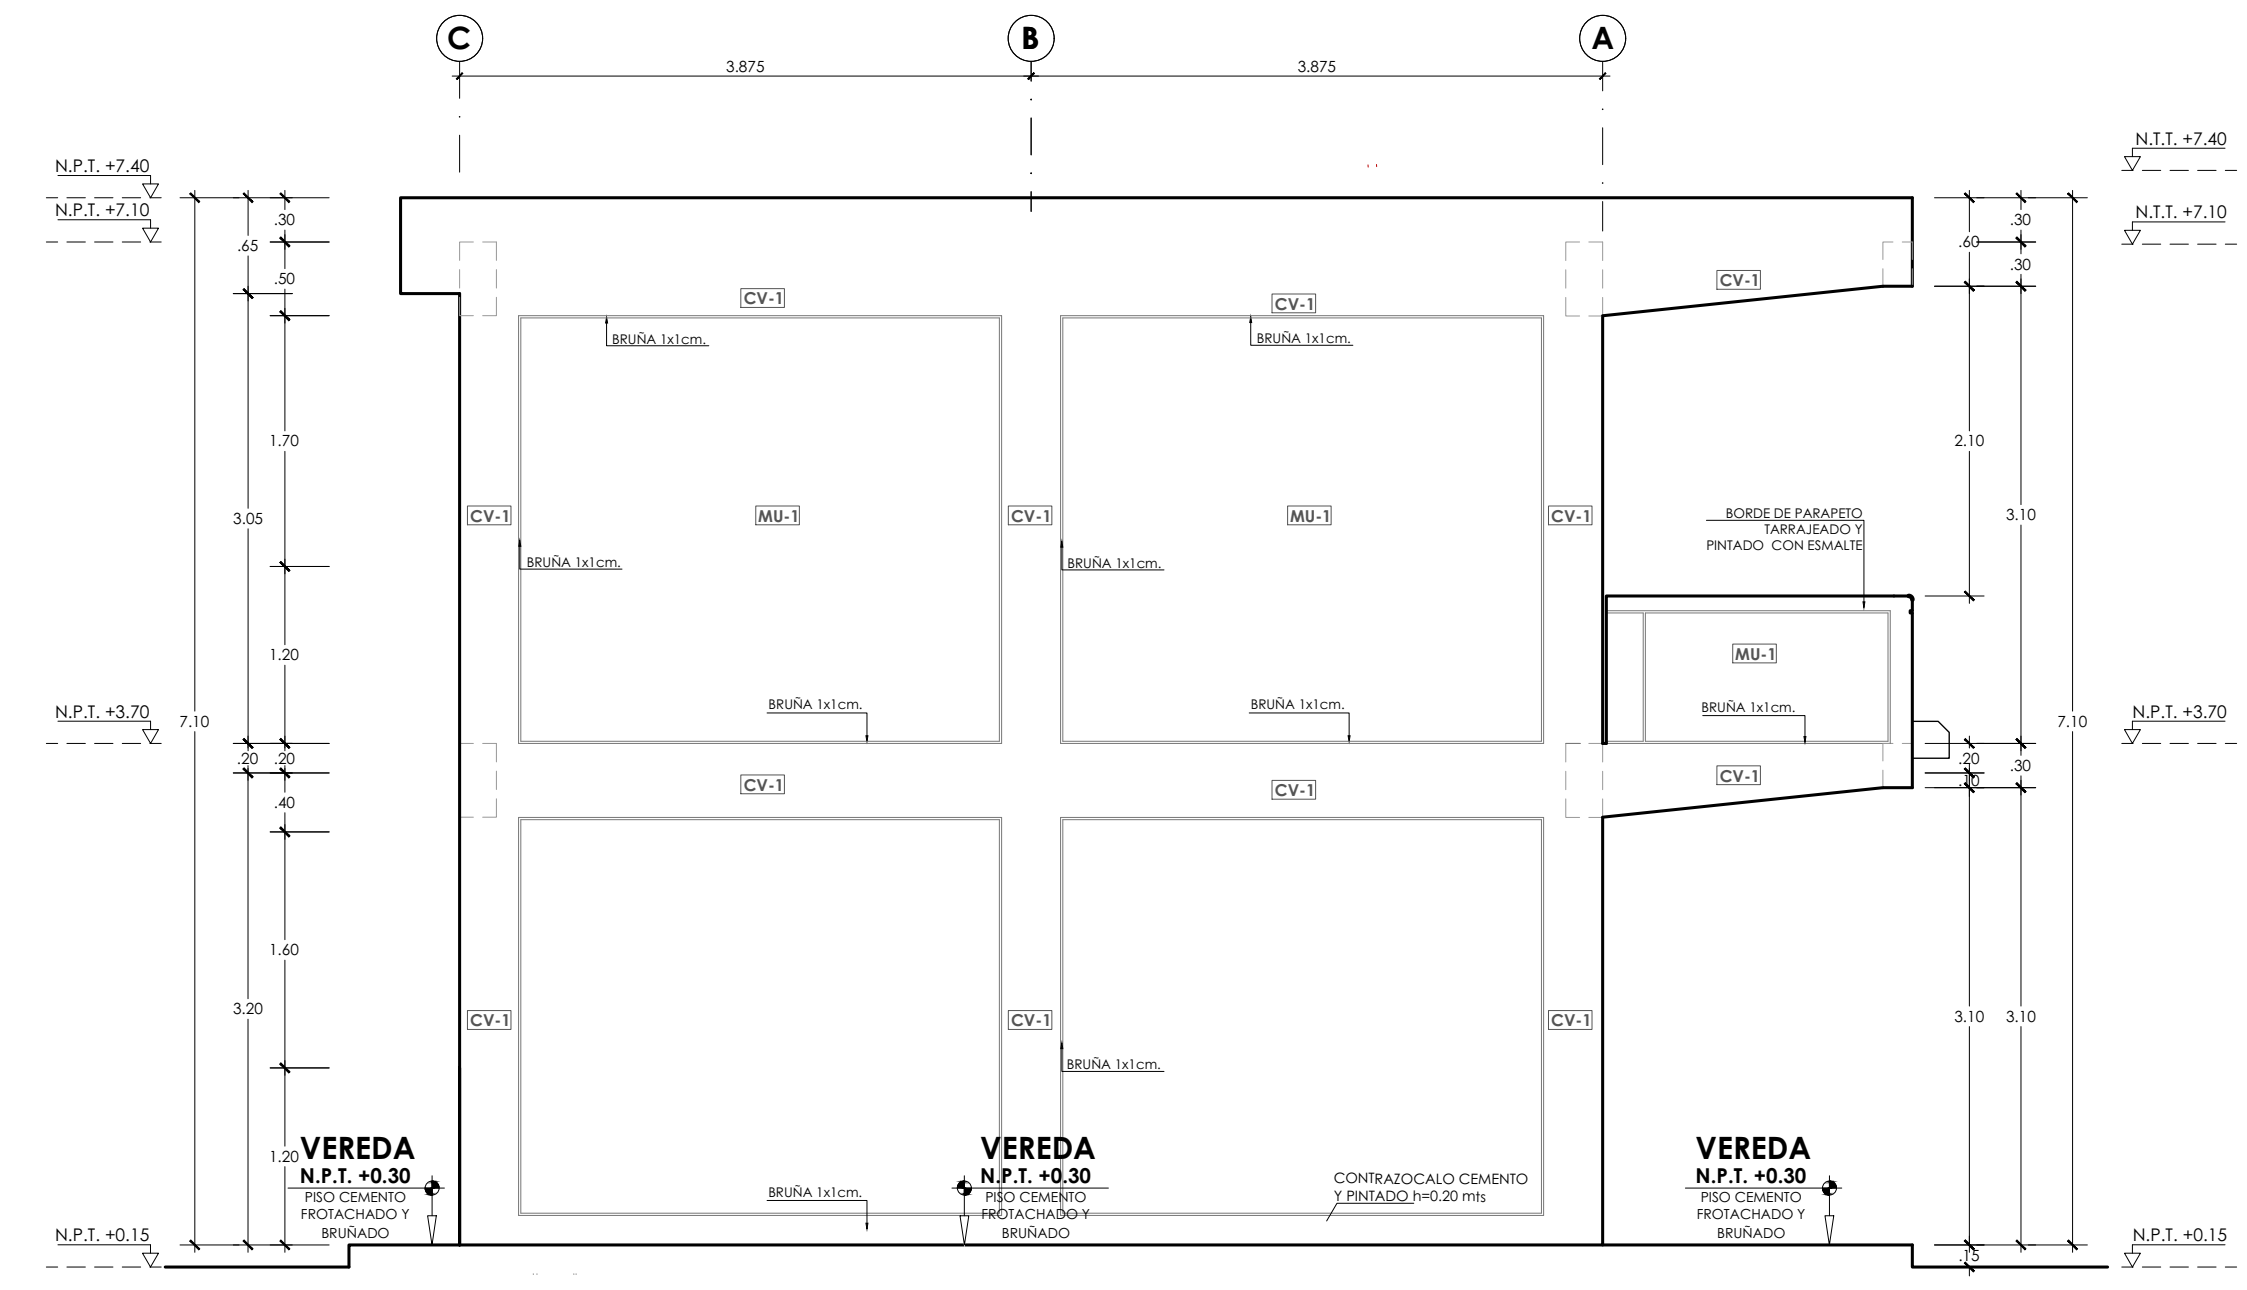 C
B
A
3.875
3.875
N.P.T. +7.40
N.T.T. +7.40
N.P.T. +7.10
N.T.T. +7.10
.30
.65
.50
.60
.30
.30
CV-1
CV-1
CV-1
BRUÑA 1x1cm.
BRUÑA 1x1cm.
1.70
2.10
3.05
CV-1
MU-1
CV-1
MU-1
CV-1
BORDE DE PARAPETO
TARRAJEADO Y
PINTADO CON ESMALTE
3.10
BRUÑA 1x1cm.
BRUÑA 1x1cm.
1.20
MU-1
BRUÑA 1x1cm.
BRUÑA 1x1cm.
BRUÑA 1x1cm.
N.P.T. +3.70
N.P.T. +3.70
7.10
7.10
.20
.20
.20
.30
.10
CV-1
CV-1
CV-1
.40
1.60
3.20
CV-1
CV-1
CV-1
3.10
3.10
BRUÑA 1x1cm.
1.20
VEREDA
N.P.T. +0.30
PISO CEMENTO
FROTACHADO Y
BRUÑADO
BRUÑA 1x1cm.
VEREDA
N.P.T. +0.30
PISO CEMENTO
FROTACHADO Y
BRUÑADO
CONTRAZOCALO CEMENTO
Y PINTADO h=0.20 mts
VEREDA
N.P.T. +0.30
PISO CEMENTO
FROTACHADO Y
BRUÑADO
N.P.T. +0.15
.15
N.P.T. +0.15